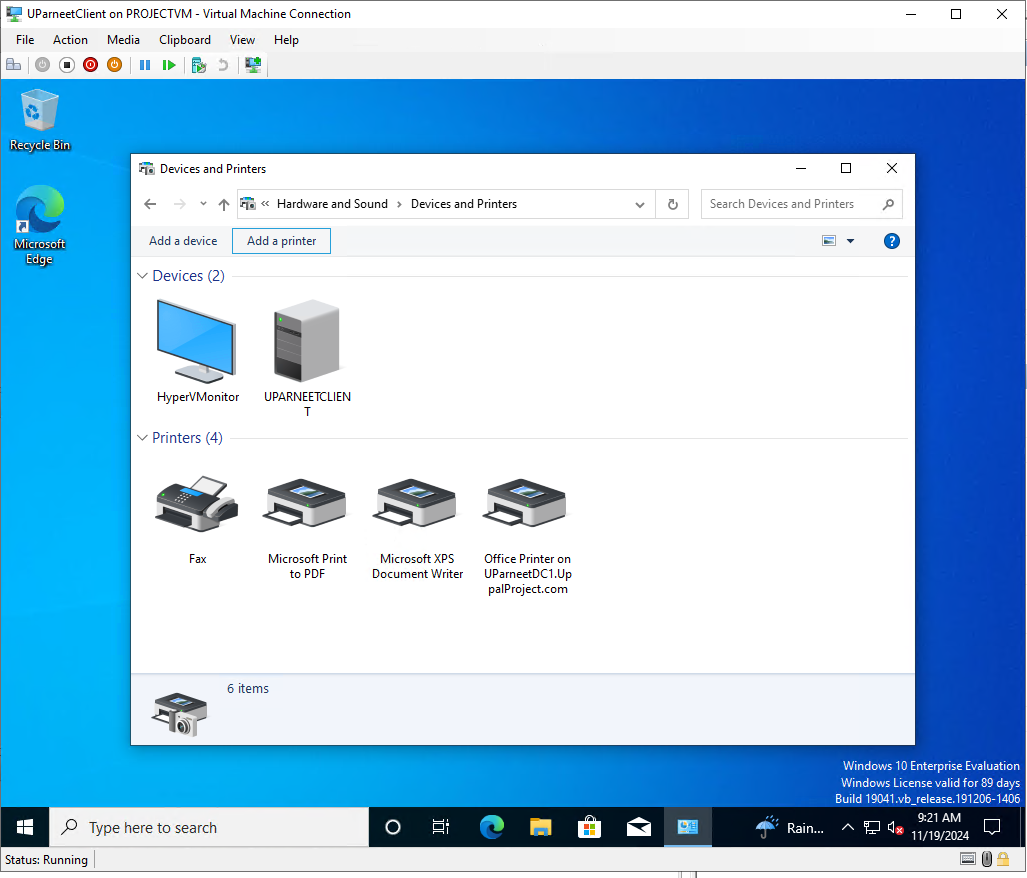 UParneetClient on PROJECTVM - Virtual Machine Connection
File Action Media Clipboard View Help
Recycle Bin
Microsoft
Edge
Devices and Printers
« Hardware and Sound › Devices and Printers
Search Devices and Printers
Add a device Add a printer
?
Devices (2)
HyperVMonitor
UPARNEETCLIEN
T
Printers (4)
Fax
Microsoft Print
to PDF
Microsoft XPS
Document Writer
Office Printer on
UParneetDC1.Up
palProject.com
6 items
Windows 10 Enterprise Evaluation
Windows License valid for 89 days
Build 19041.vb_release.191206-1406
Type here to search
Rain...
9:21 AM
11/19/2024
Status: Running